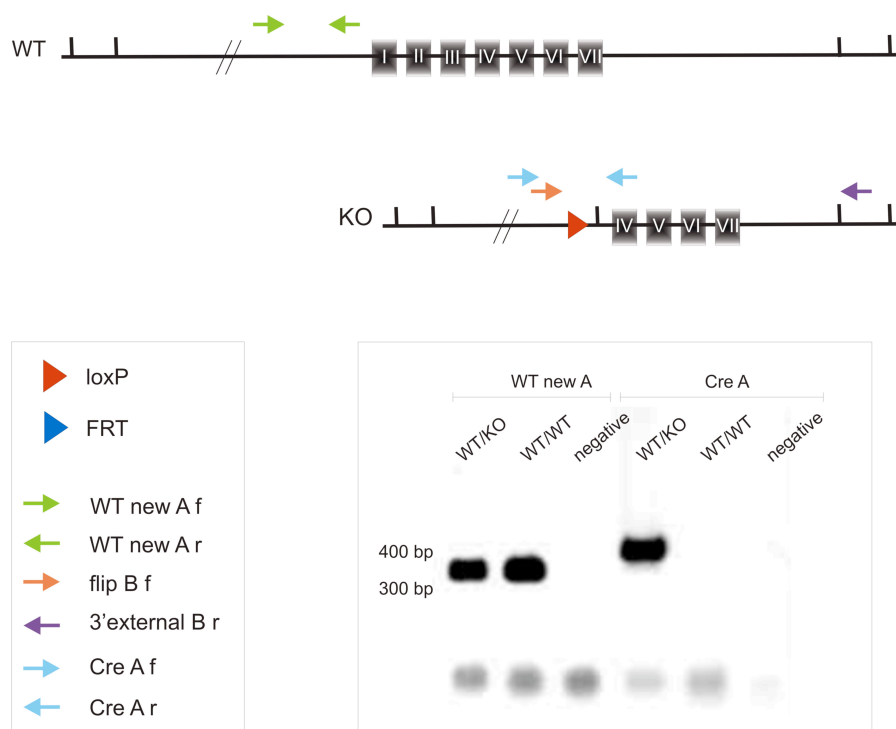 WT
I II III IV V VI VII
KO
IV V VI VII
loxP
FRT
WT new A f
WT new A r
flip B f
3’external B r
Cre A f
Cre A r
WT new A Cre A
WT/KO WT/WT negative WT/KO WT/WT negative
400 bp
300 bp